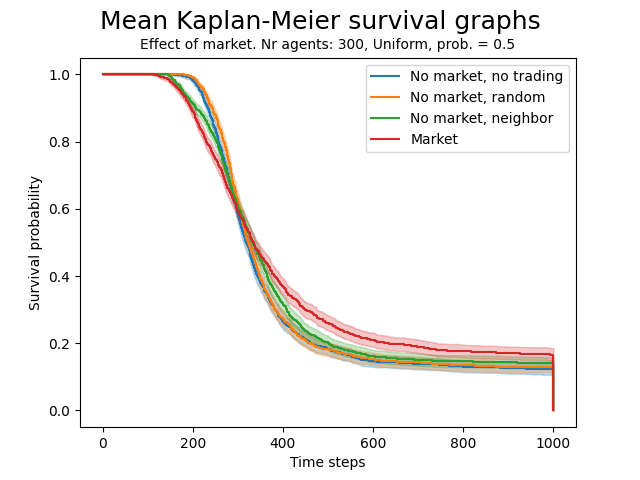 Mean Kaplan-Meier survival graphs
Effect of market. Nr agents: 300, Uniform, prob. = 0.5
No market, no trading
No market, random
No market, neighbor
Market
Survival probability
1.0
0.8
0.6
0.4
0.2
0.0
0 200 400 600 800 1000
Time steps